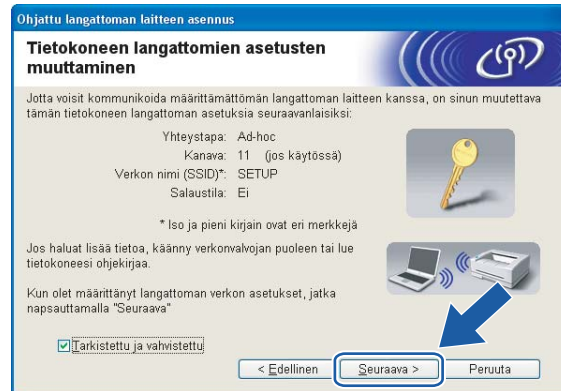 Ohjattu langattoman laitteen asennus
Tietokoneen langattomien asetusten
muuttaminen
Jotta voisit kommunikoida määrittämättömän langattoman laitteen kanssa, on sinun muutettava
tämän tietokoneen langattoman asetuksia seuraavanlaisiksi:
Yhteystapa: Ad-hoc
Kanava: 11 (jos käytössä)
Verkon nimi (SSID)*: SETUP
Salaustila: Ei
* Iso ja pieni kirjain ovat eri merkkejä
Jos haluat lisää tietoa, käänny verkonvalvojan puoleen tai lue
tietokoneesi ohjekirjaa.
Kun olet määrittänyt langattoman verkon asetukset, jatka
napsauttamalla "Seuraava"
Tarkistettu ja vahvistettu
< Edellinen Seuraava > Peruuta